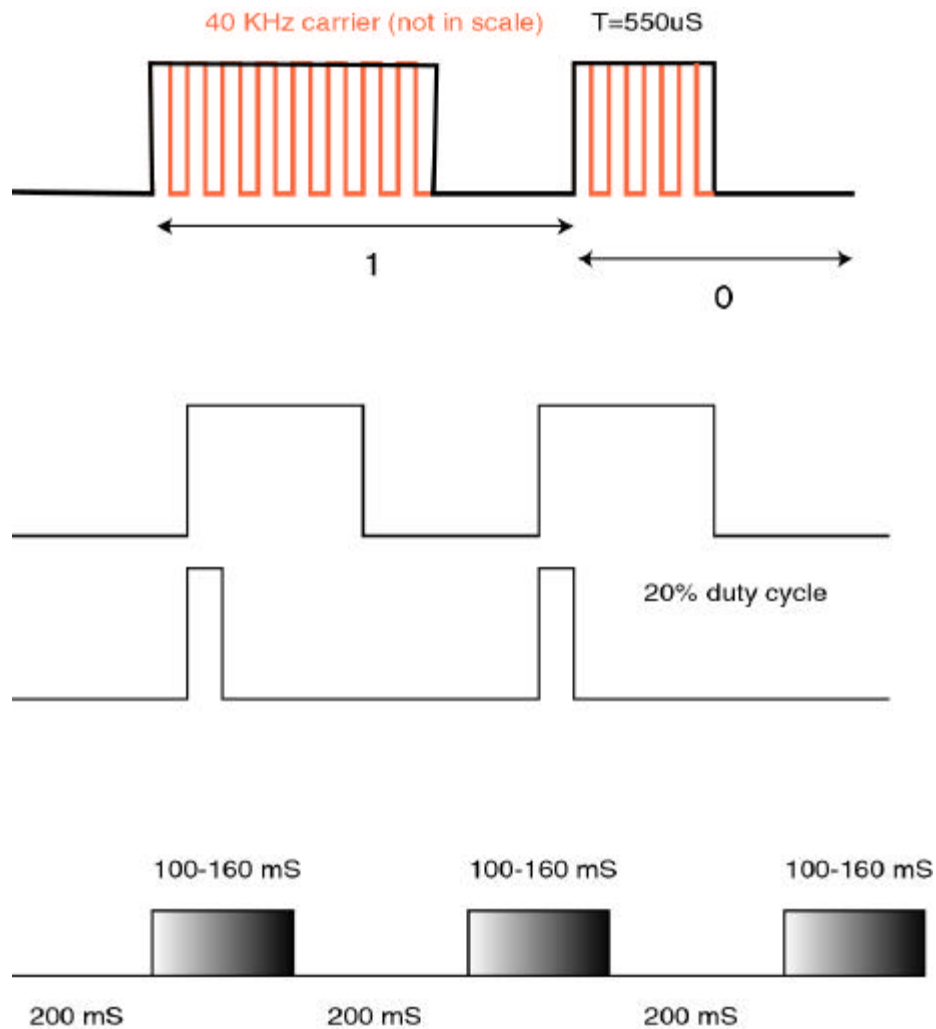 40 KHz carrier (not in scale) T=550uS
1
0
20% duty cycle
100-160 mS 100-160 mS 100-160 mS
200 mS 200 mS 200 mS